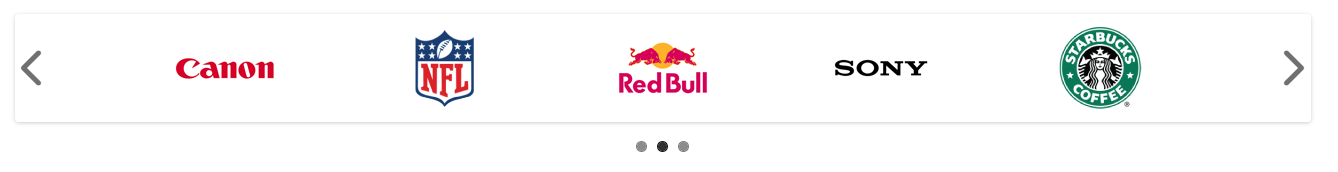 Canon
NFL
Red Bull
SONY
STARBUCKS
COFFEE
®